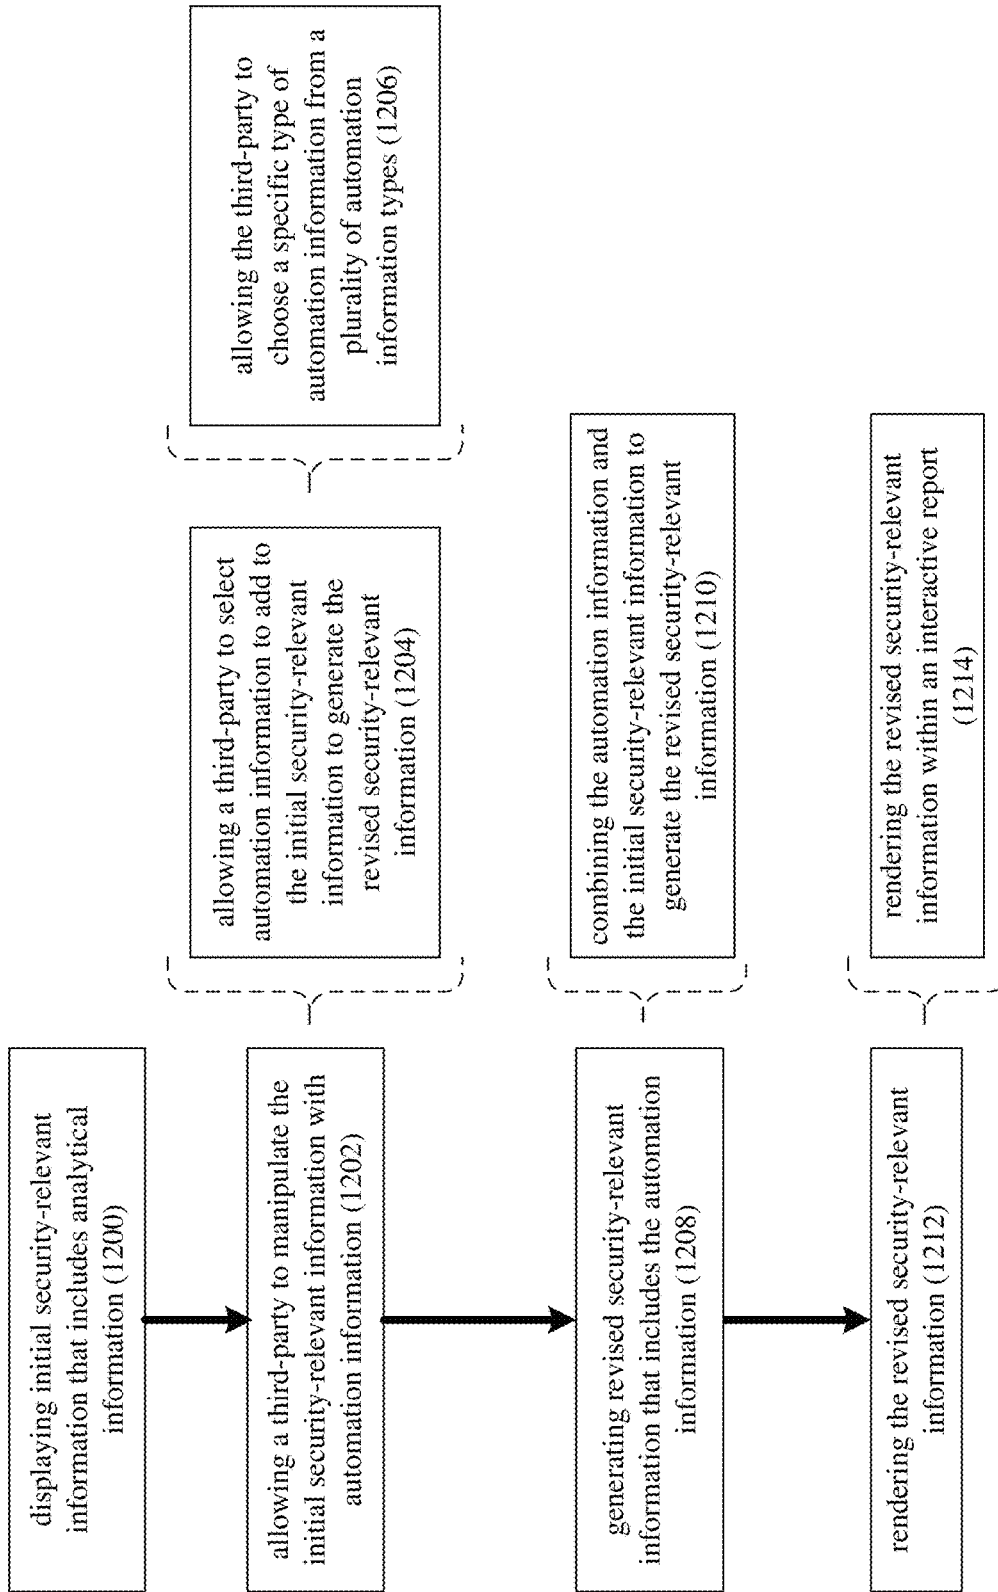 displaying initial security-relevant
information that includes analytical
information (1200)
allowing a third-party to manipulate the
initial security-relevant information with
automation information (1202)
allowing a third-party to select
automation information to add to
the initial security-relevant
information to generate the
revised security-relevant
information (1204)
allowing the third-party to
choose a specific type of
automation information from a
plurality of automation
information types (1206)
generating revised security-relevant
information that includes the automation
information (1208)
combining the automation information and
the initial security-relevant information to
generate the revised security-relevant
information (1210)
rendering the revised security-relevant
information (1212)
rendering the revised security-relevant
information within an interactive report
(1214)